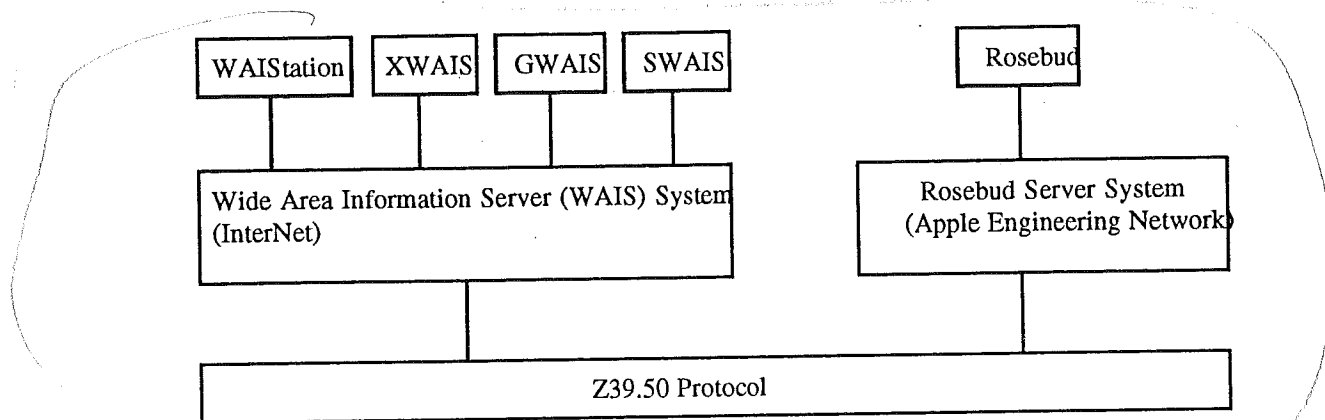 WAIStation
XWAIS
GWAIS
SWAIS
Rosebud
Wide Area Information Server (WAIS) System
(InterNet)
Rosebud Server System
(Apple Engineering Network)
Z39.50 Protocol